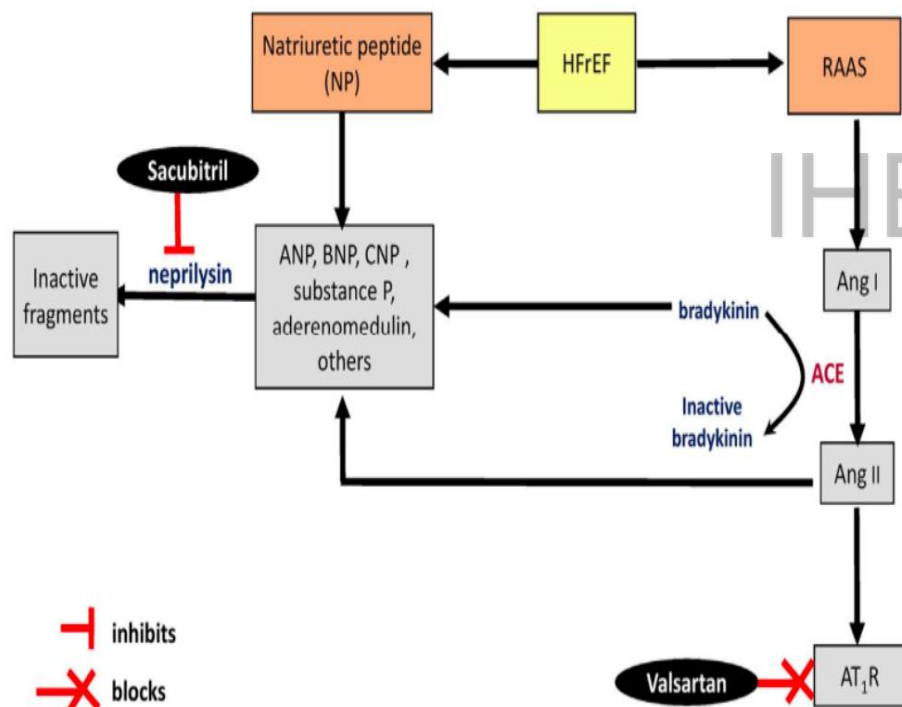 Natriuretic peptide
(NP)
HFrEF
RAAS
IHE
Sacubitril
Inactive
fragments
neprilysin
ANP, BNP, CNP ,
substance P,
aderenomedulin,
others
bradykinin
Ang I
ACE
Inactive
bradykinin
Ang II
inhibits
blocks
Valsartan
AT₁R